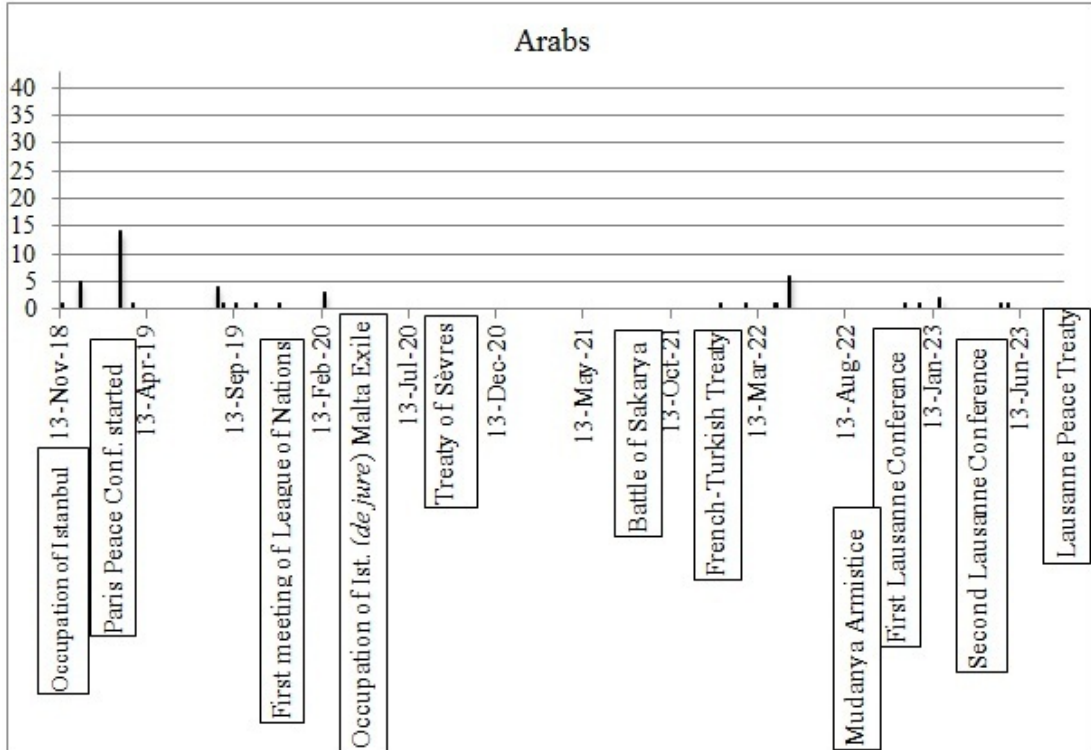 Arabs
40
35
30
25
20
15
10
5
0
13-Nov-18
13-Apr-19
13-Sep-19
13-Feb-20
13-Jul-20
13-Dec-20
13-May-21
13-Oct-21
13-Mar-22
13-Aug-22
13-Jan-23
13-Jun-23
Occupation of Istanbul
Paris Peace Conf. started
First meeting of League of Nations
Occupation of Ist. (de jure) Malta Exile
Treaty of Sèvres
Battle of Sakarya
French-Turkish Treaty
Mudanya Armistice
First Lausanne Conference
Second Lausanne Conference
Lausanne Peace Treaty